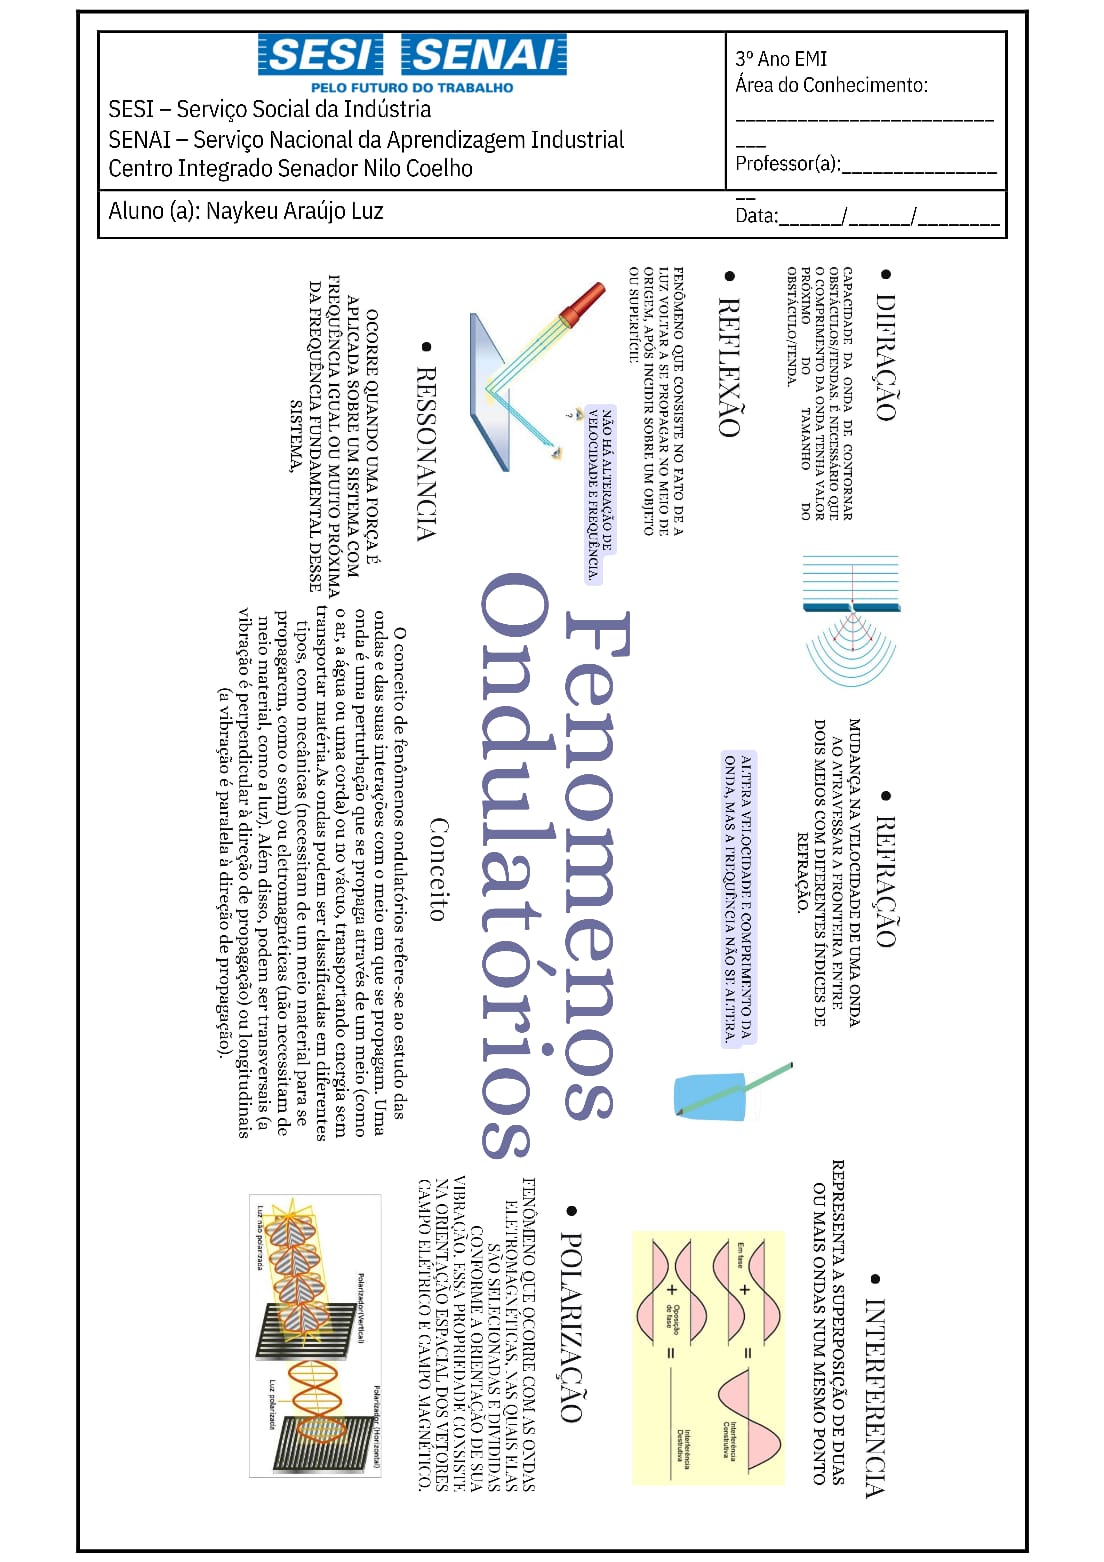 SESI SENAI
PELO FUTURO DO TRABALHO
SESI – Serviço Social da Indústria
SENAI – Serviço Nacional da Aprendizagem Industrial
Centro Integrado Senador Nilo Coelho
3º Ano EMI
Área do Conhecimento:
_________________________
___
Professor(a):_______________
__
Aluno (a): Naykeu Araújo Luz
Data:______/______/________
• DIFRAÇÃO
CAPACIDADE DA ONDA DE CONTORNAR
OBSTÁCULOS/FENDAS. É NECESSÁRIO QUE
O COMPRIMENTO DA ONDA TENHA VALOR
PRÓXIMO DO TAMANHO DO
OBSTÁCULO/FENDA.
• REFRAÇÃO
MUDANÇA NA VELOCIDADE DE UMA ONDA
AO ATRAVESSAR A FRONTEIRA ENTRE
DOIS MEIOS COM DIFERENTES ÍNDICES DE
REFRAÇÃO.
ALTERA VELOCIDADE E COMPRIMENTO DA
ONDA, MAS A FREQUÊNCIA NÃO SE ALTERA.
• INTERFERENCIA
REPRESENTA A SUPERPOSIÇÃO DE DUAS
OU MAIS ONDAS NUM MESMO PONTO
Em fase
+
=
Interferência
Construtiva
Oposição
de fase
+
=
Interferência
Destrutiva
• REFLEXÃO
FENÔMENO QUE CONSISTE NO FATO DE A
LUZ VOLTAR A SE PROPAGAR NO MEIO DE
ORIGEM, APÓS INCIDIR SOBRE UM OBJETO
OU SUPERFÍCIE
NÃO HÁ ALTERAÇÃO DE
VELOCIDADE E FREQUÊNCIA.
?
Fenomenos
Ondulatórios
• RESSONANCIA
OCORRE QUANDO UMA FORÇA É
APLICADA SOBRE UM SISTEMA COM
FREQUÊNCIA IGUAL OU MUITO PRÓXIMA
DA FREQUÊNCIA FUNDAMENTAL DESSE
SISTEMA,
Conceito
O conceito de fenômenos ondulatórios refere-se ao estudo das
ondas e das suas interações com o meio em que se propagam. Uma
onda é uma perturbação que se propaga através de um meio (como
o ar, a água ou uma corda) ou no vácuo, transportando energia sem
transportar matéria.As ondas podem ser classificadas em diferentes
tipos, como mecânicas (necessitam de um meio material para se
propagarem, como o som) ou eletromagnéticas (não necessitam de
meio material, como a luz). Além disso, podem ser transversais (a
vibração é perpendicular à direção de propagação) ou longitudinais
(a vibração é paralela à direção de propagação).
• POLARIZAÇÃO
FENÔMENO QUE OCORRE COM AS ONDAS
ELETROMAGNÉTICAS, NAS QUAIS ELAS
SÃO SELECIONADAS E DIVIDIDAS
CONFORME A ORIENTAÇÃO DE SUA
VIBRAÇÃO. ESSA PROPRIEDADE CONSISTE
NA ORIENTAÇÃO ESPACIAL DOS VETORES
CAMPO ELÉTRICO E CAMPO MAGNÉTICO.
Polarizador (Horizontal)
Polarizador(Vertical)
Luz polarizada
Luz não polarizada